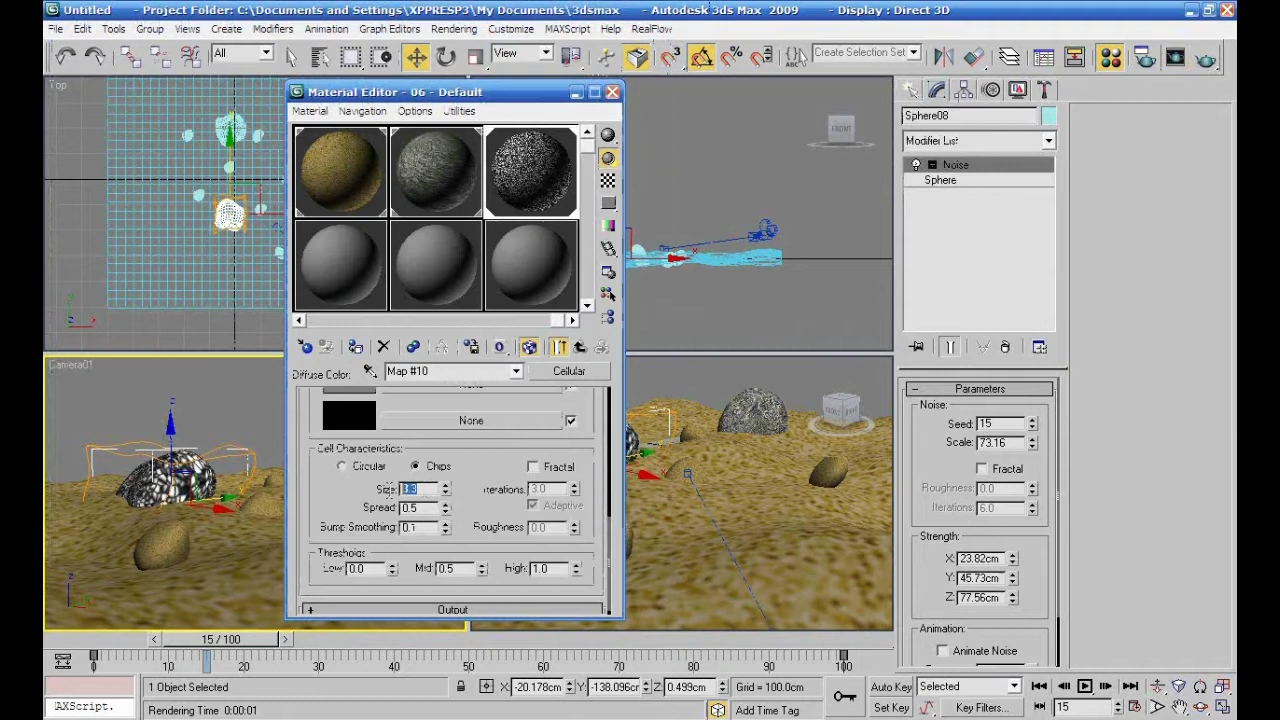 Untitled - Project Folder: C:\Documents and Settings\XPPRESP3\My Documents\3dsmax - Autodesk 3ds Max 2009 - Display : Direct 3D
File Edit Tools Group Views Create Modifiers Animation Graph Editors Rendering Customize MAXScript Help RealFlow
All View 3 % Create Selection Set
Top
Material Editor - 06 - Default
Material Navigation Options Utilities
FRONT
Sphere08
Modifier List
Noise
Sphere
Camera01
Diffuse Color: Map #10 Cellular
None
None
Cell Characteristics:
Circular Chips Fractal
Size: 3.3 Iterations: 3.0
Spread: 0.5 Adaptive
Bump Smoothing: 0.1 Roughness: 0.0
Thresholds:
Low: 0.0 Mid: 0.5 High: 1.0
+ Output
- Parameters
Noise:
Seed: 15
Scale: 73.16
Fractal
Roughness: 0.0
Iterations: 6.0
Strength:
X: 23.82cm
Y: 45.73cm
Z: 77.56cm
Animation:
Animate Noise
< 15 / 100 >
0 10 20 30 40 50 60 70 80 90 100
1 Object Selected X: -20.178cm Y: -138.096cm Z: 0.499cm Grid = 100.0cm Auto Key Selected
MAXScript. Rendering Time 0:00:01 Add Time Tag Set Key Key Filters... 15